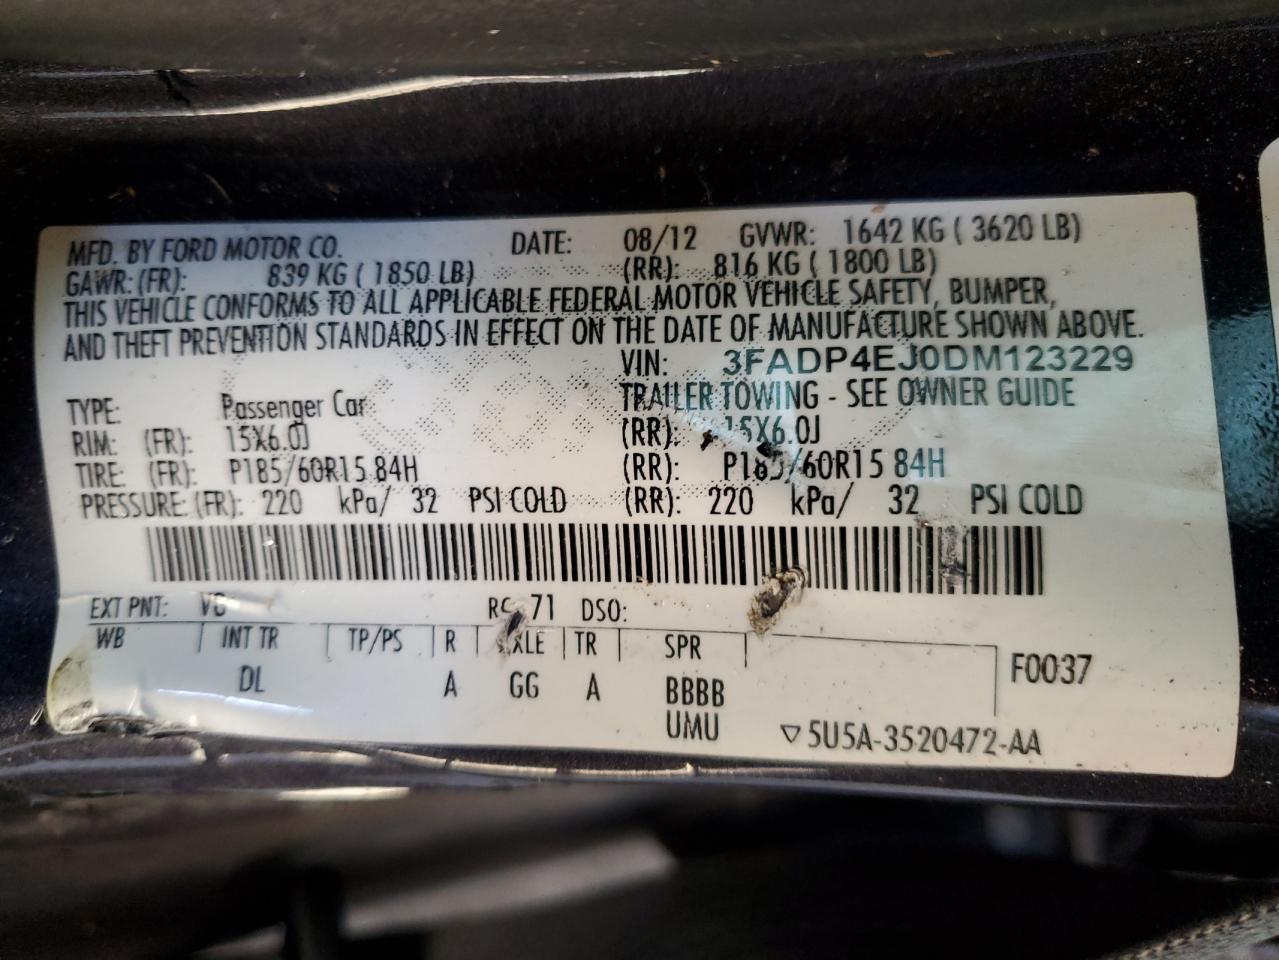 MFD. BY FORD MOTOR CO. DATE: 08/12 GVWR: 1642 KG ( 3620 LB)
GAWR: (FR): 839 KG ( 1850 LB) (RR): 816 KG ( 1800 LB)
THIS VEHICLE CONFORMS TO ALL APPLICABLE FEDERAL MOTOR VEHICLE SAFETY, BUMPER,
AND THEFT PREVENTION STANDARDS IN EFFECT ON THE DATE OF MANUFACTURE SHOWN ABOVE.
VIN: 3FADP4EJ0DM123229
TYPE: Passenger Car TRAILER TOWING - SEE OWNER GUIDE
RIM: (FR): 15X6.0J (RR): 15X6.0J
TIRE: (FR): P185/60R15 84H (RR): P185/60R15 84H
PRESSURE: (FR): 220 kPa/ 32 PSI COLD (RR): 220 kPa/ 32 PSI COLD
EXT PNT: 71 DSO:
WB INT TR TP/PS R TR SPR
DL A GG A BBBB F0037
UMU 5U5A-3520472-AA